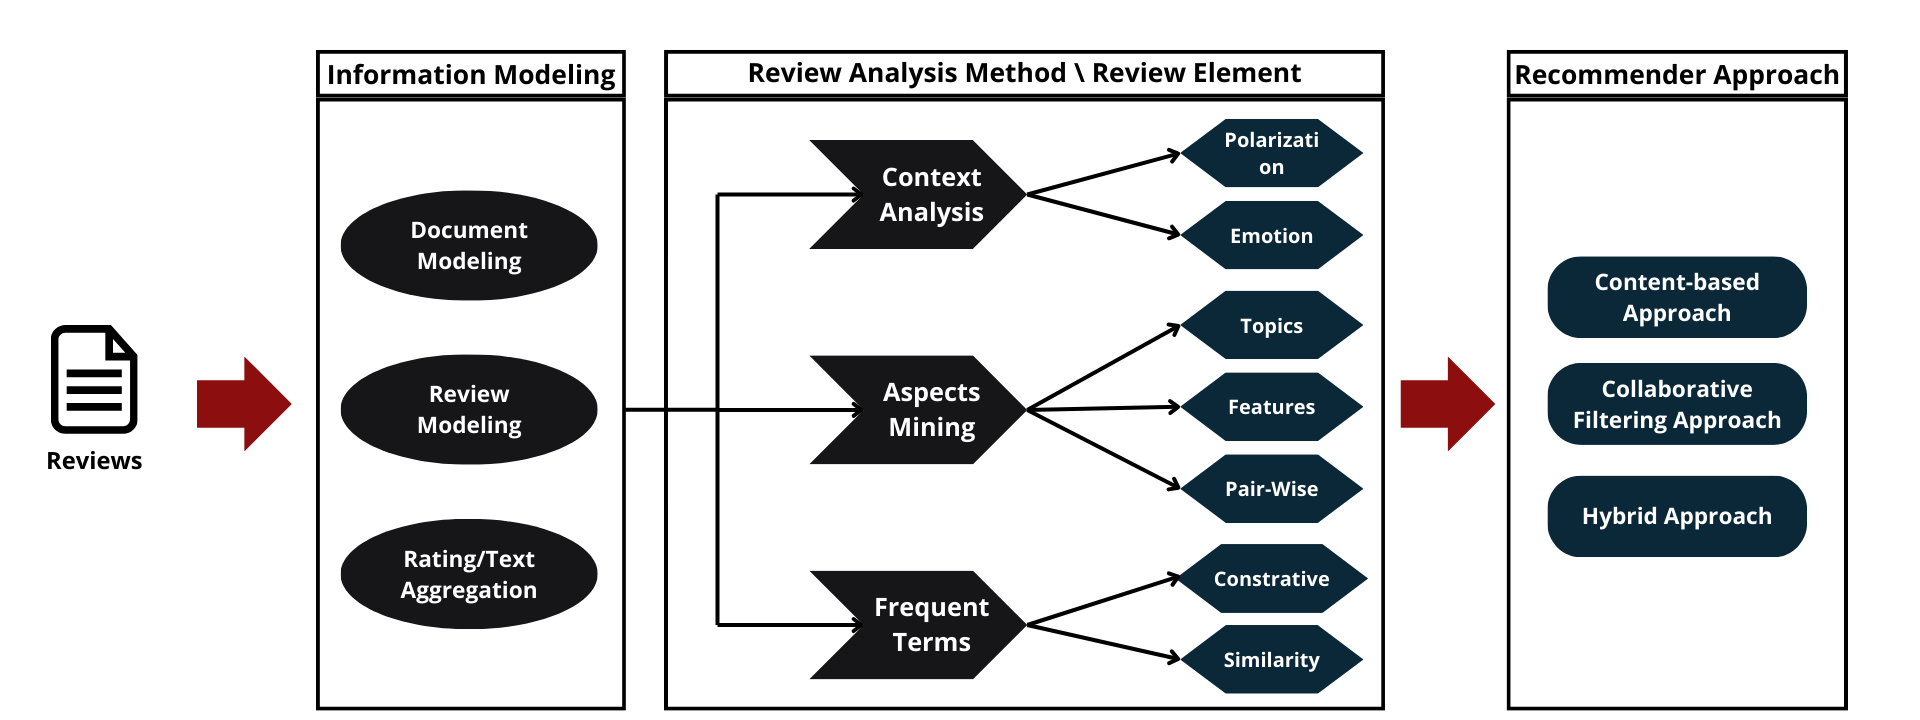 Information Modeling
Review Analysis Method \ Review Element
Recommender Approach
Reviews
Document
Modeling
Review
Modeling
Rating/Text
Aggregation
Context
Analysis
Aspects
Mining
Frequent
Terms
Polarizati
on
Emotion
Topics
Features
Pair-Wise
Constrative
Similarity
Content-based
Approach
Collaborative
Filtering Approach
Hybrid Approach